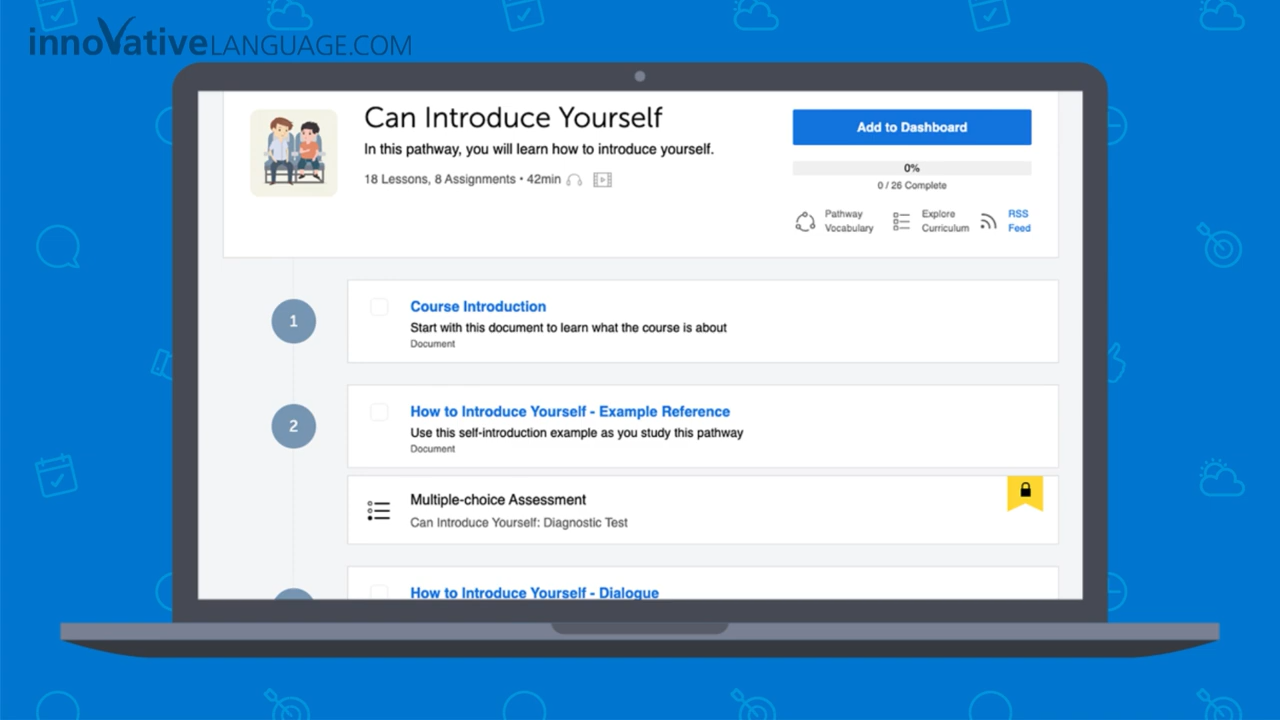 innoVativeLANGUAGE.COM
Can Introduce Yourself
In this pathway, you will learn how to introduce yourself.
18 Lessons, 8 Assignments • 42min
Add to Dashboard
0%
0 / 26 Complete
Pathway
Vocabulary
Explore
Curriculum
RSS
Feed
1
Course Introduction
Start with this document to learn what the course is about
Document
2
How to Introduce Yourself - Example Reference
Use this self-introduction example as you study this pathway
Document
Multiple-choice Assessment
Can Introduce Yourself: Diagnostic Test
How to Introduce Yourself - Dialogue